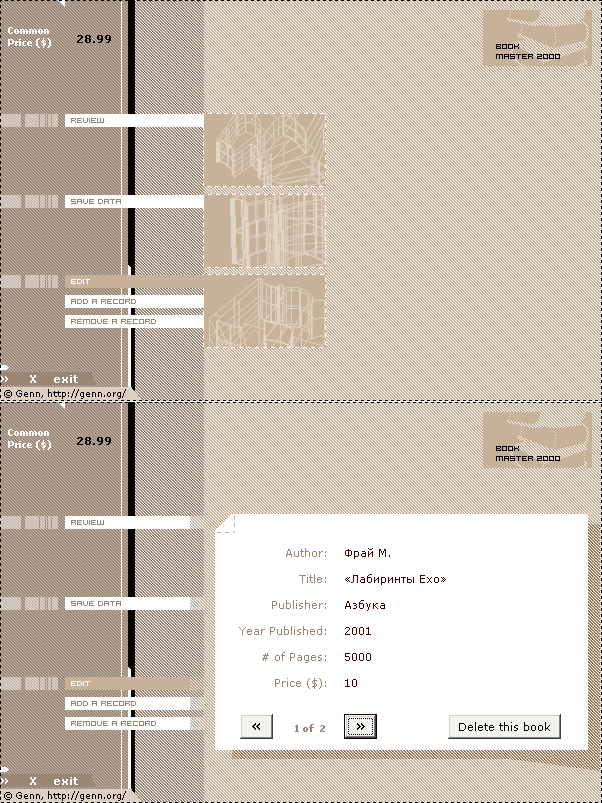 Common
Price ($)
28.99
BOOK
MASTER 2000
REVIEW
SAVE DATA
EDIT
ADD A RECORD
REMOVE A RECORD
» X exit
© Genn, http://genn.org/
Common
Price ($)
28.99
BOOK
MASTER 2000
REVIEW
SAVE DATA
EDIT
ADD A RECORD
REMOVE A RECORD
Author: Фрай М.
Title: «Лабиринты Ехо»
Publisher: Азбука
Year Published: 2001
# of Pages: 5000
Price ($): 10
« 1 of 2 » Delete this book
» X exit
© Genn, http://genn.org/